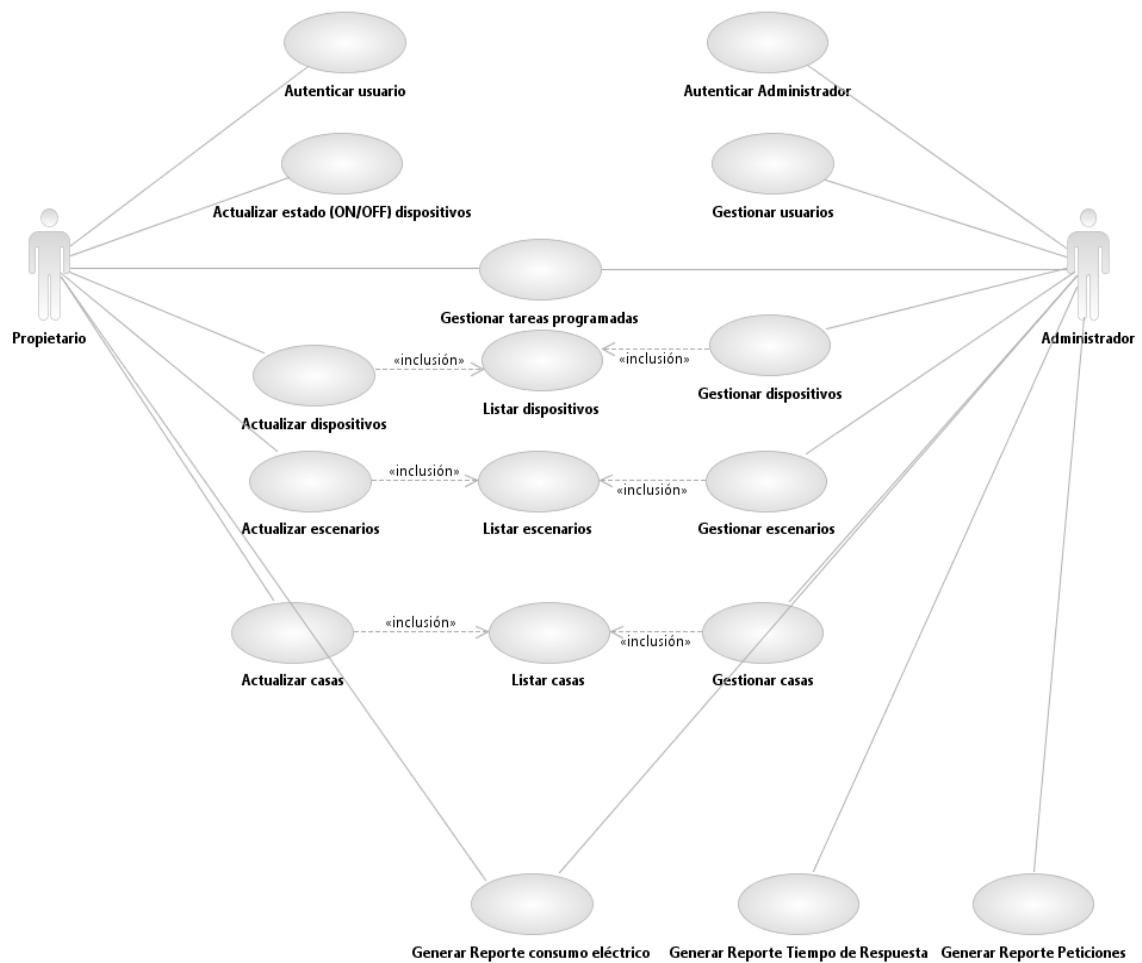 Autenticar usuario
Autenticar Administrador
Actualizar estado (ON/OFF) dispositivos
Gestionar usuarios
Gestionar tareas programadas
Propietario
Administrador
«inclusión»
«inclusión»
Actualizar dispositivos
Listar dispositivos
Gestionar dispositivos
«inclusión»
«inclusión»
Actualizar escenarios
Listar escenarios
Gestionar escenarios
«inclusión»
«inclusión»
Actualizar casas
Listar casas
Gestionar casas
Generar Reporte consumo eléctrico
Generar Reporte Tiempo de Respuesta
Generar Reporte Peticiones